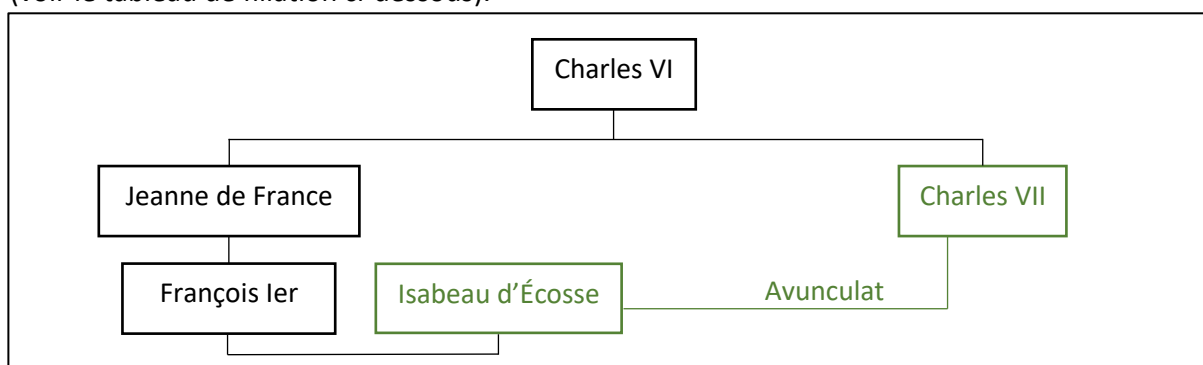 (voir le tableau de filiation ci-dessous).
Charles VI
Jeanne de France
Charles VII
François Ier
Isabeau d’Écosse
Avunculat